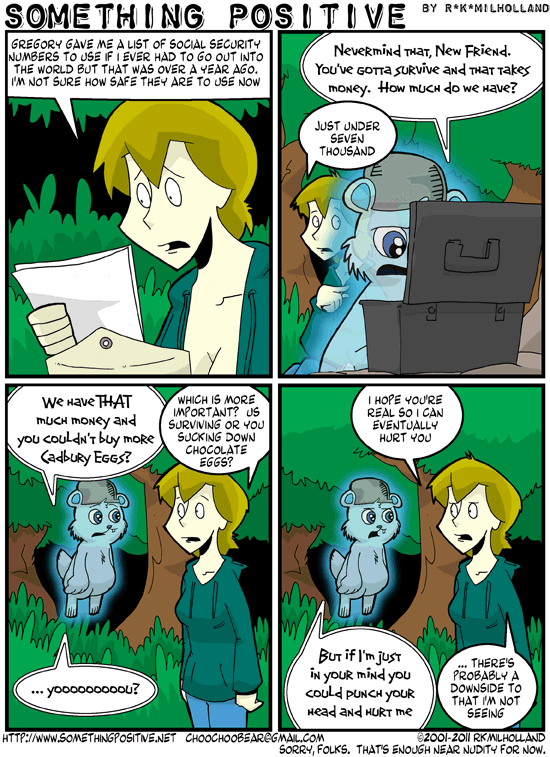 SOMETHING POSITIVE BY R*K*MILHOLLAND
GREGORY GAVE ME A LIST OF SOCIAL SECURITY
NUMBERS TO USE IF I EVER HAD TO GO OUT INTO
THE WORLD BUT THAT WAS OVER A YEAR AGO.
I'M NOT SURE HOW SAFE THEY ARE TO USE NOW
Nevermind that, New Friend.
You've gotta survive and that takes
money. How much do we have?
JUST UNDER
SEVEN
THOUSAND
We have THAT
much money and
you couldn't buy more
Cadbury Eggs?
WHICH IS MORE
IMPORTANT? US
SURVIVING OR YOU
SUCKING DOWN
CHOCOLATE
EGGS?
... yoooooooooou?
I HOPE YOU'RE
REAL SO I CAN
EVENTUALLY
HURT YOU
But if I'm just
in your mind you
could punch your
head and hurt me
... THERE'S
PROBABLY A
DOWNSIDE TO
THAT I'M NOT
SEEING
HTTP://WWW.SOMETHINGPOSITIVE.NET CHOOCHOOBEAR@GMAIL.COM ©2001-2011 RKMILHOLLAND
SORRY, FOLKS. THAT'S ENOUGH NEAR NUDITY FOR NOW.